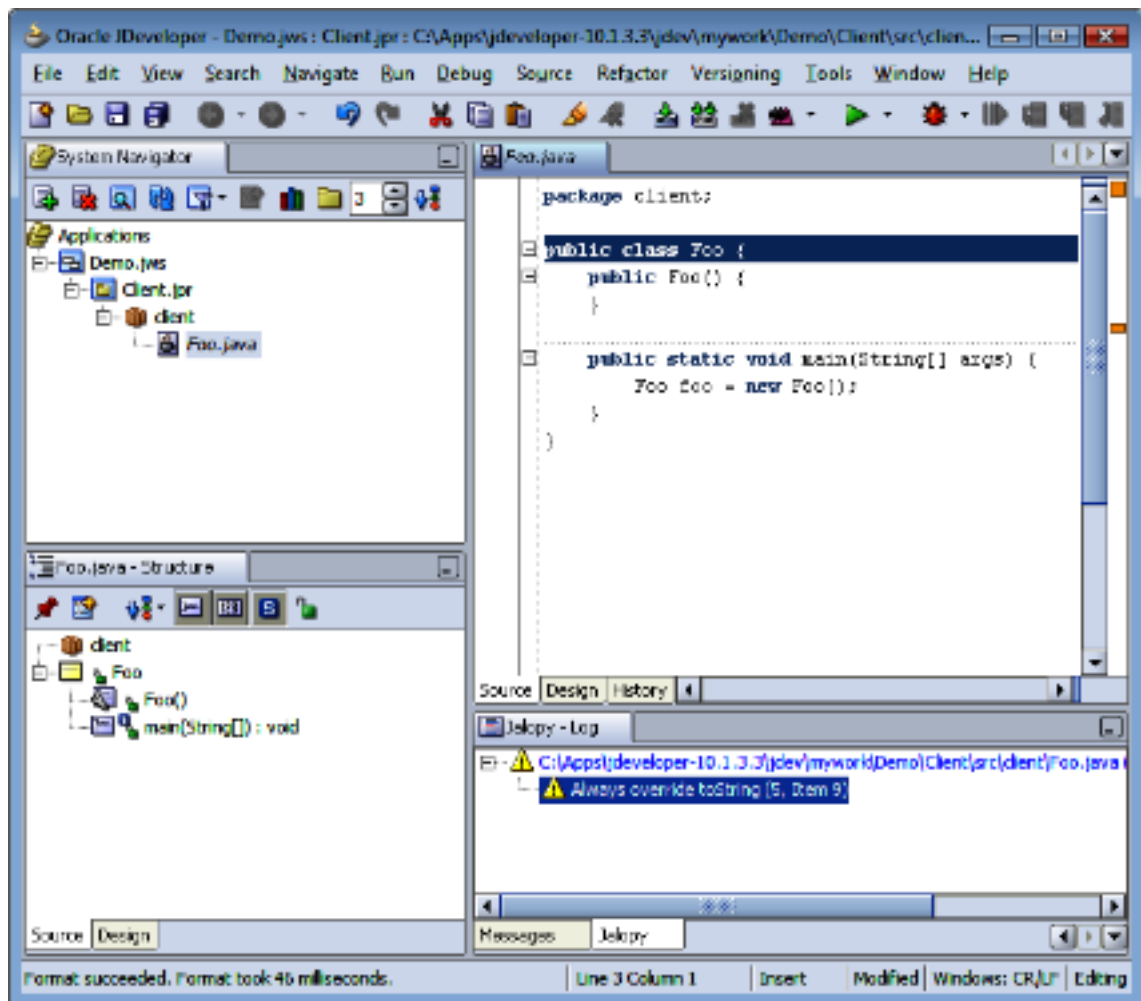 Oracle JDeveloper - Demo.jws : Client.jpr : C:\Apps\jdeveloper-10.1.3.3\jdev\mywork\Demo\Client\src\clien...
File Edit View Search Navigate Run Debug Source Refactor Versioning Tools Window Help
System Navigator
3
Applications
Demo.jws
Client.jpr
client
Foo.java
Foo.java - Structure
client
Foo
Foo()
main(String[]) : void
Source Design
Foo.java
package client;
public class Foo {
public Foo() {
}
public static void main(String[] args) {
Foo foo = new Foo();
}
}
Source Design History
Jalopy - Log
C:\Apps\jdeveloper-10.1.3.3\jdev\mywork\Demo\Client\src\client\Foo.java (
Always override toString [5, Item 9]
Messages Jalopy
Format succeeded. Format took 46 milliseconds. Line 3 Column 1 Insert Modified Windows: CR/LF Editing